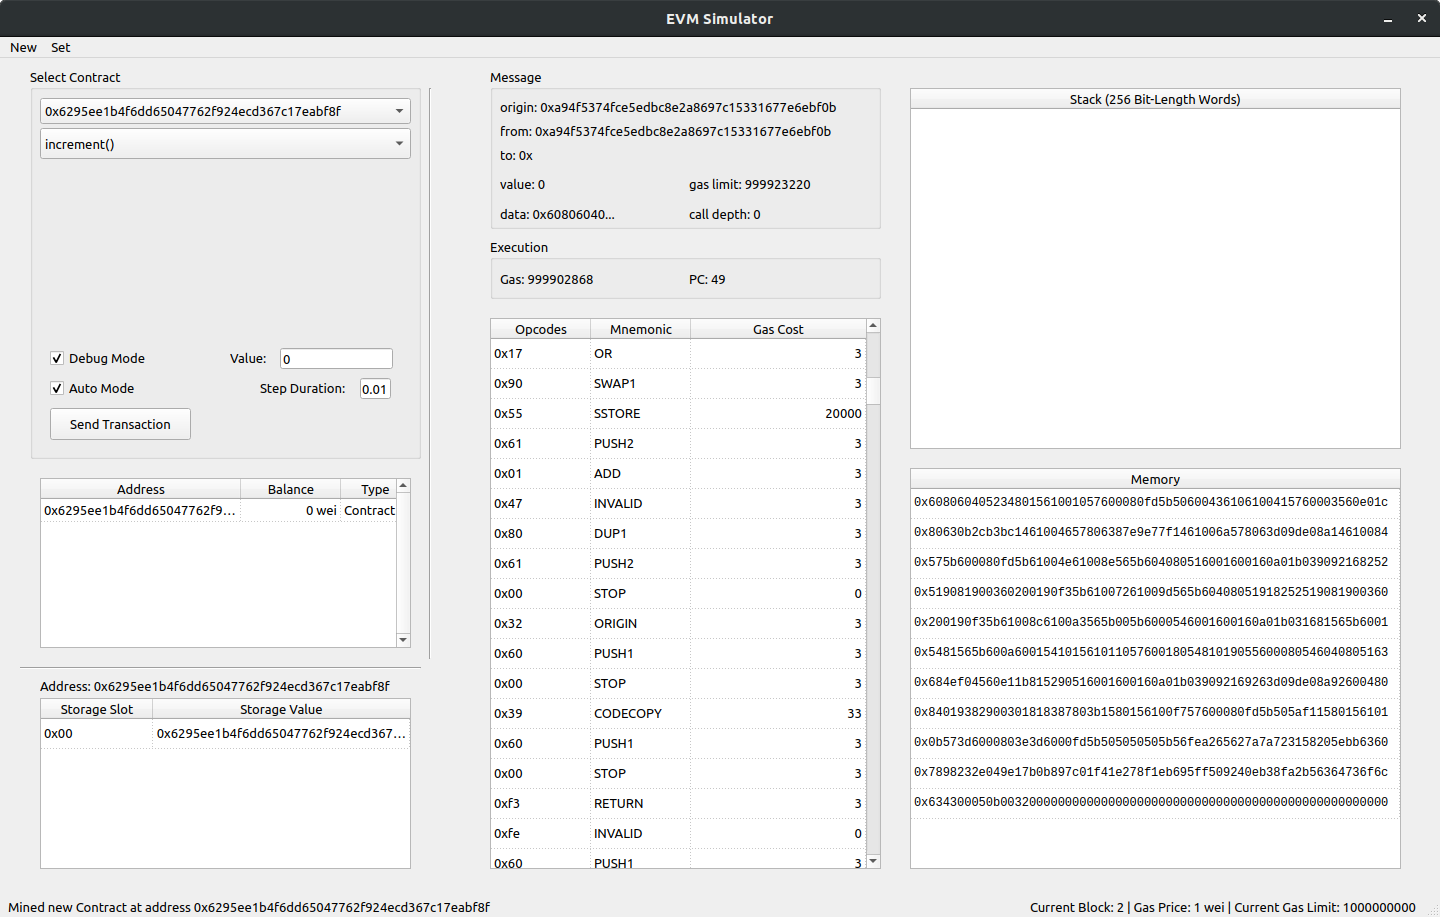 EVM Simulator
New Set
Select Contract
0x6295ee1b4f6dd65047762f924ecd367c17eabf8f
increment()
Debug Mode
Value: 0
Auto Mode
Step Duration: 0.01
Send Transaction
Address Balance Type
0x6295ee1b4f6dd65047762f9... 0 wei Contract
Address: 0x6295ee1b4f6dd65047762f924ecd367c17eabf8f
Storage Slot Storage Value
0x00 0x6295ee1b4f6dd65047762f924ecd367...
Message
origin: 0xa94f5374fce5edbc8e2a8697c15331677e6ebf0b
from: 0xa94f5374fce5edbc8e2a8697c15331677e6ebf0b
to: 0x
value: 0 gas limit: 999923220
data: 0x60806040... call depth: 0
Execution
Gas: 999902868 PC: 49
Opcodes Mnemonic Gas Cost
0x17 OR 3
0x90 SWAP1 3
0x55 SSTORE 20000
0x61 PUSH2 3
0x01 ADD 3
0x47 INVALID 3
0x80 DUP1 3
0x61 PUSH2 3
0x00 STOP 0
0x32 ORIGIN 3
0x60 PUSH1 3
0x00 STOP 3
0x39 CODECOPY 33
0x60 PUSH1 3
0x00 STOP 3
0xf3 RETURN 3
0xfe INVALID 0
0x60 PUSH1 3
Stack (256 Bit-Length Words)
Memory
0x608060405234801561001057600080fd5b50600436106100415760003560e01c
0x80630b2cb3bc1461004657806387e9e77f1461006a578063d09de08a14610084
0x575b600080fd5b61004e61008e565b604080516001600160a01b039092168252
0x519081900360200190f35b61007261009d565b60408051918252519081900360
0x200190f35b61008c6100a3565b005b6000546001600160a01b031681565b6001
0x5481565b600a6001541015610110576001805481019055600080546040805163
0x684ef04560e11b815290516001600160a01b039092169263d09de08a92600480
0x84019382900301818387803b1580156100f757600080fd5b505af11580156101
0x0b573d6000803e3d6000fd5b505050505b56fea265627a7a723158205ebb6360
0x7898232e049e17b0b897c01f41e278f1eb695ff509240eb38fa2b56364736f6c
0x634300050b003200000000000000000000000000000000000000000000000000
Mined new Contract at address 0x6295ee1b4f6dd65047762f924ecd367c17eabf8f
Current Block: 2 | Gas Price: 1 wei | Current Gas Limit: 1000000000